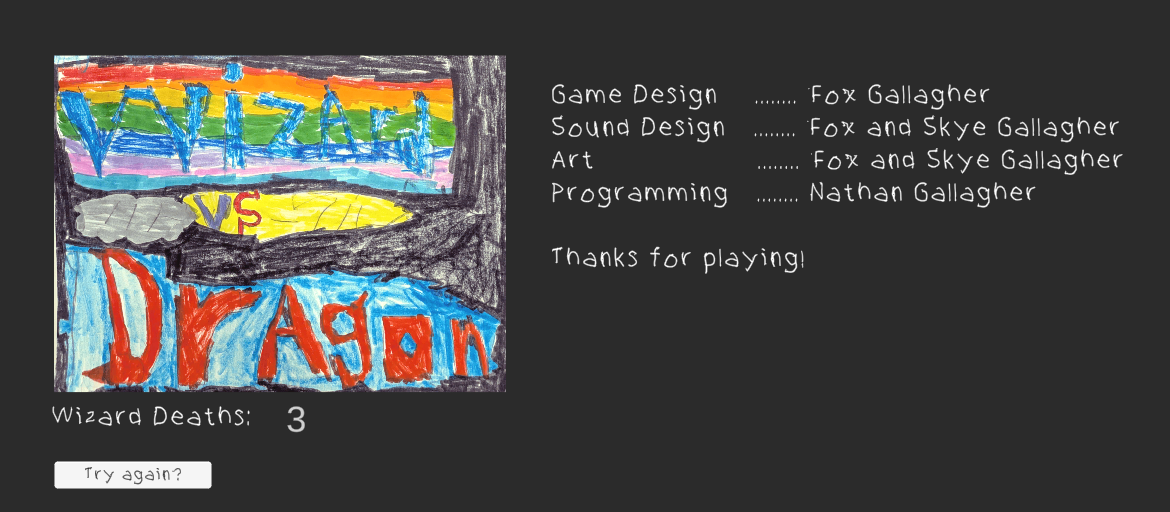 Wizard
vs
Dragon
Wizard Deaths: 3
Try again?
Game Design ........ Fox Gallagher
Sound Design ........ Fox and Skye Gallagher
Art ........ Fox and Skye Gallagher
Programming ........ Nathan Gallagher
Thanks for playing!